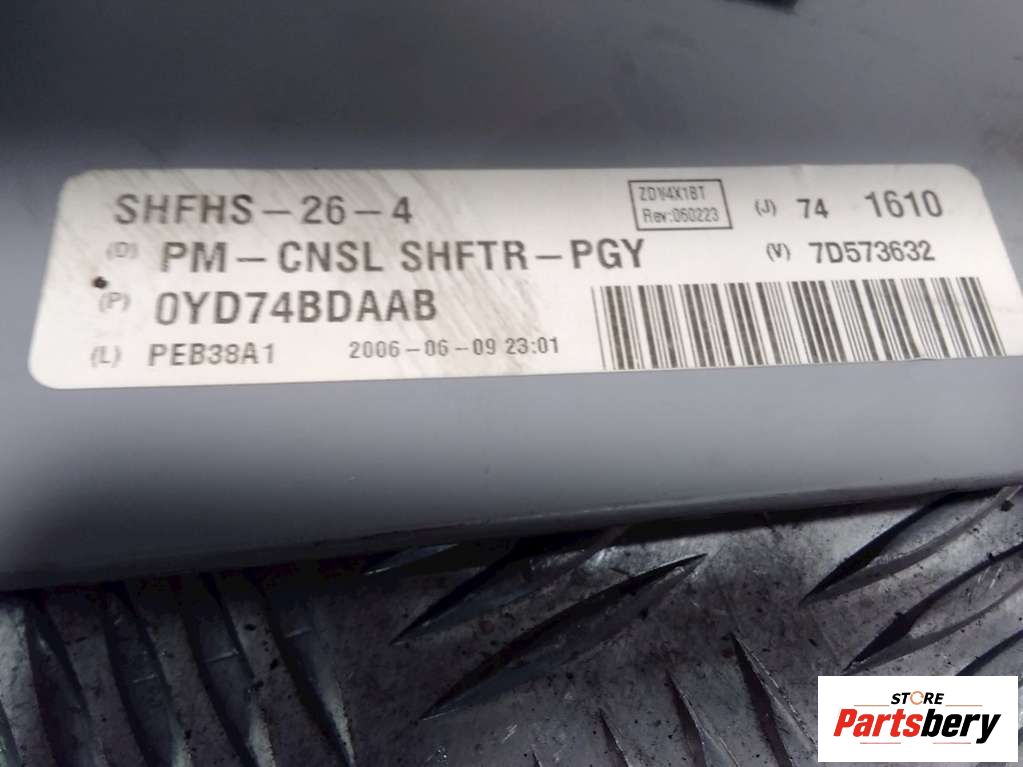 SHFHS-26-4
ZDN4X1BT
Rev:060223
(J) 74 1610
(D) PM-CNSL SHFTR-PGY
(V) 7D573632
(P) 0YD74BDAAB
(L) PEB38A1 2006-06-09 23:01
STORE
Partsbery